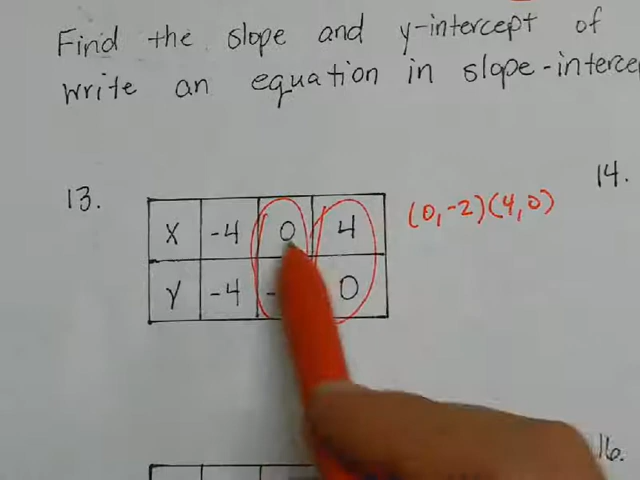 Find the slope and y-intercept of
write an equation in slope-interce
13.
14.
(0,-2)(4,0)
X -4 0 4
Y -4 - 0
16.